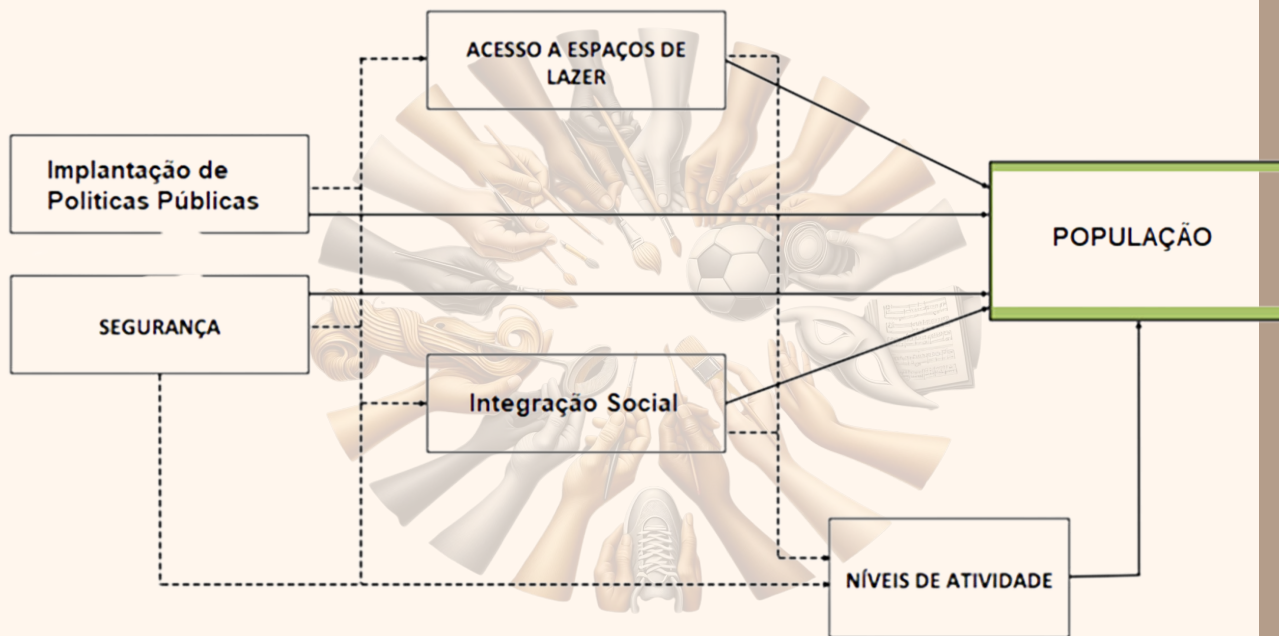 ACESSO A ESPAÇOS DE
LAZER
Implantação de
Politicas Públicas
POPULAÇÃO
SEGURANÇA
Integração Social
NÍVEIS DE ATIVIDADE